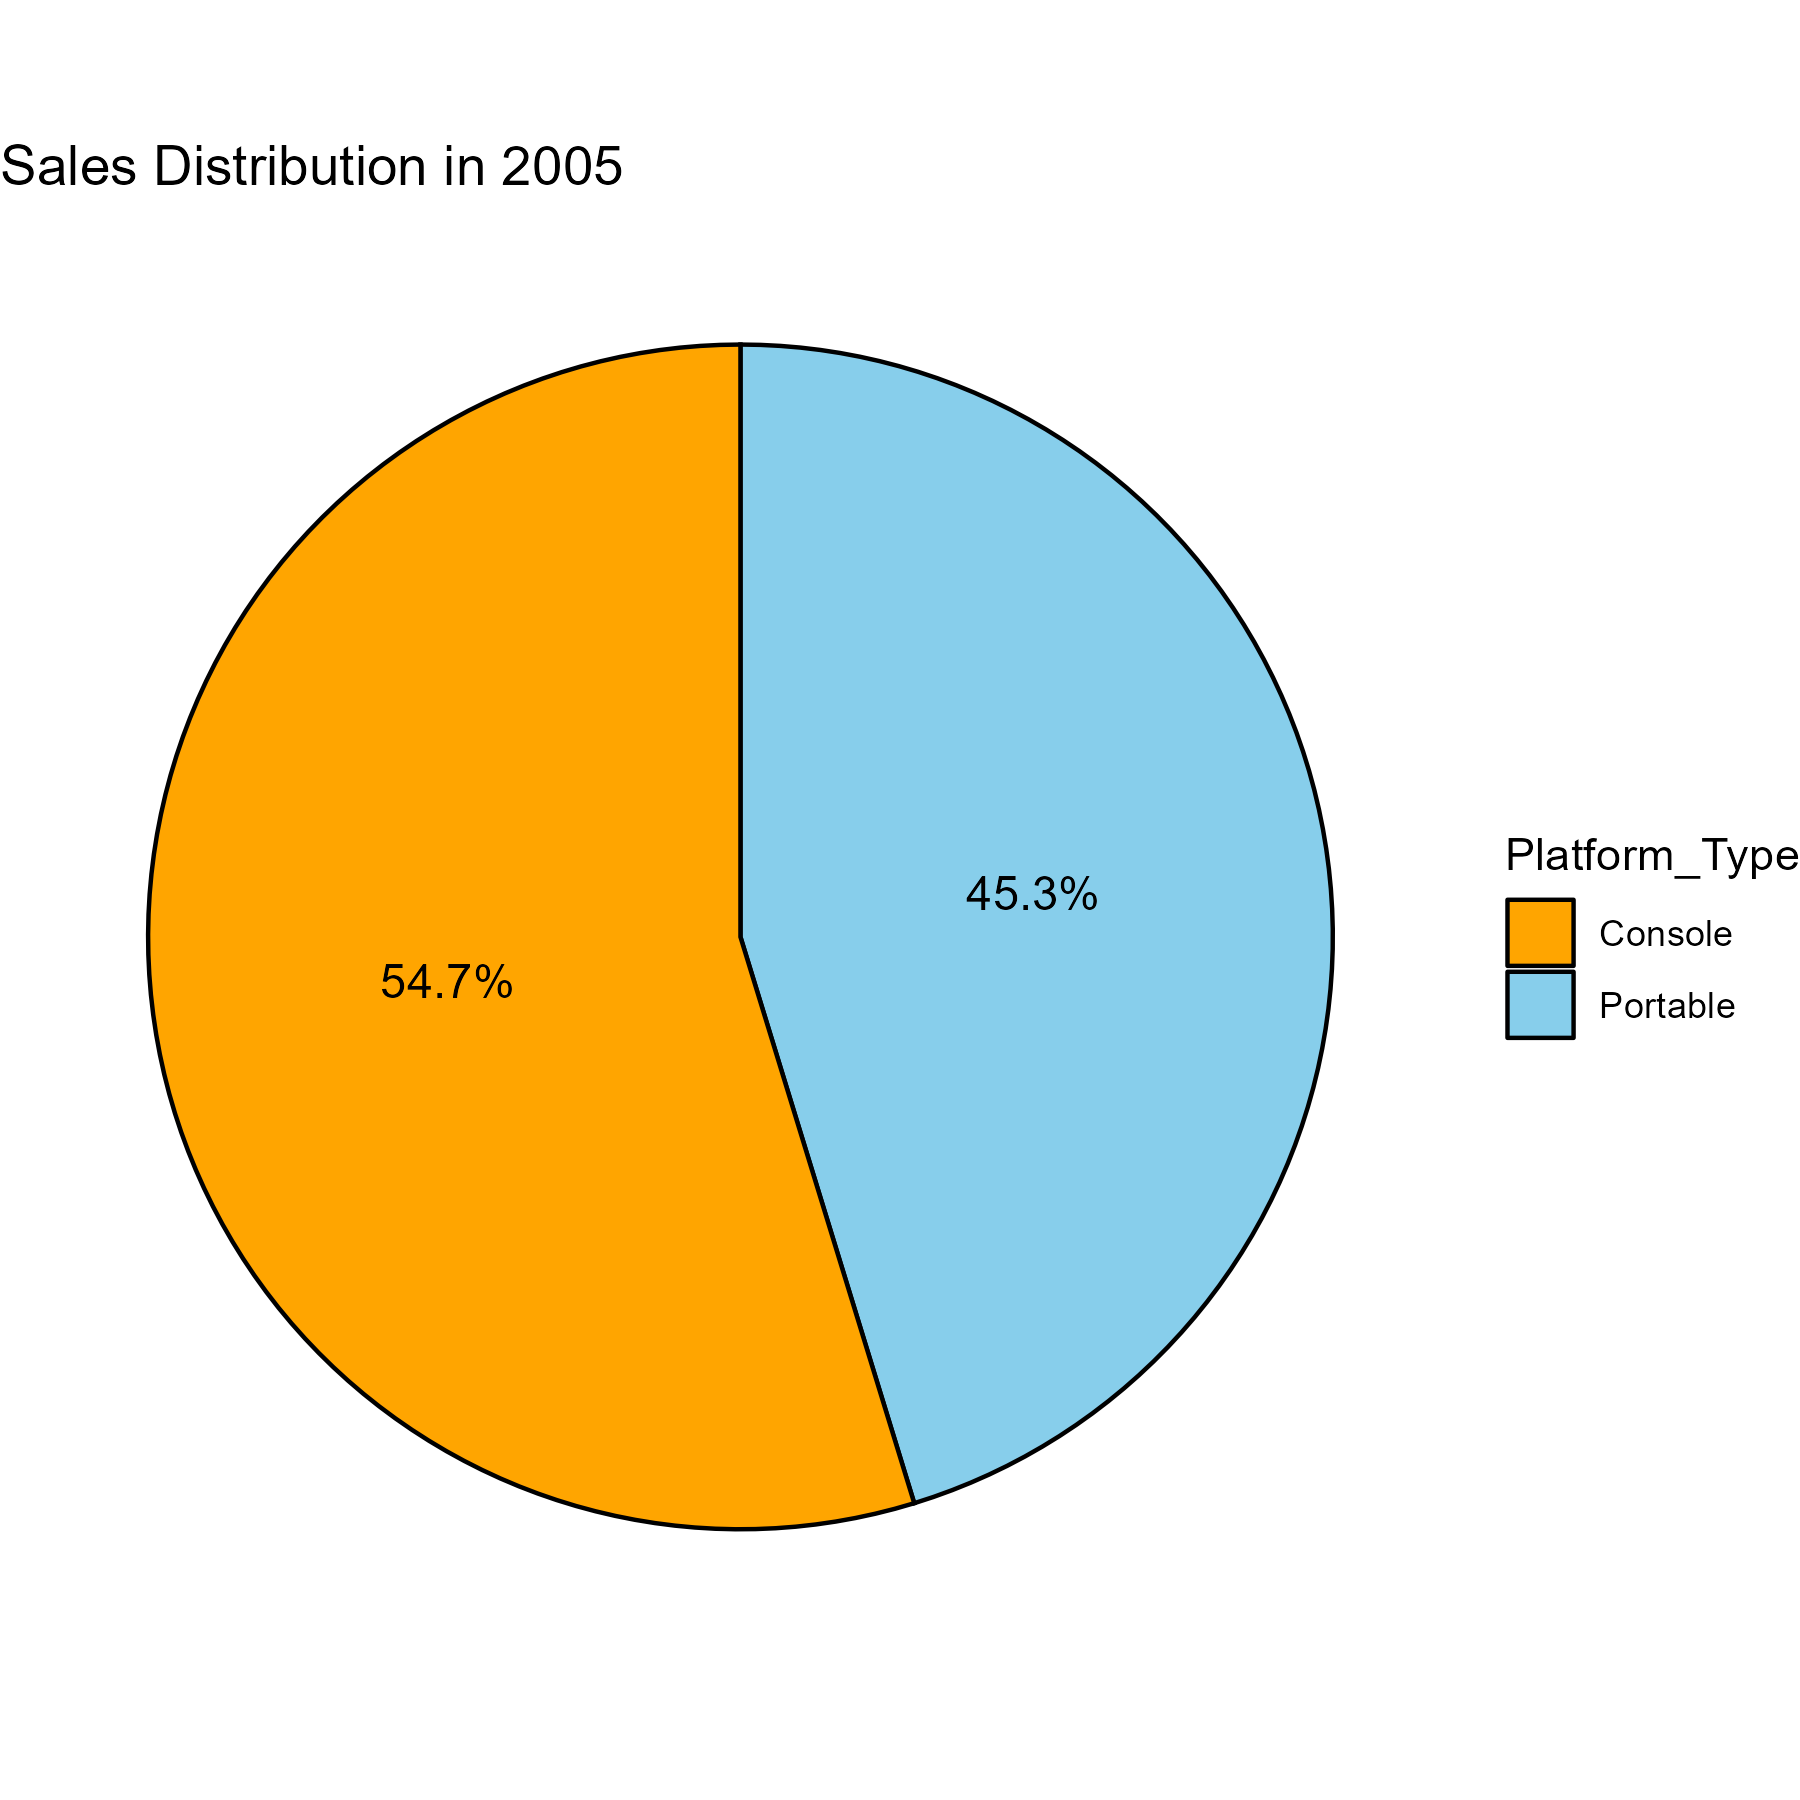 Sales Distribution in 2005
45.3%
54.7%
Platform_Type
Console
Portable